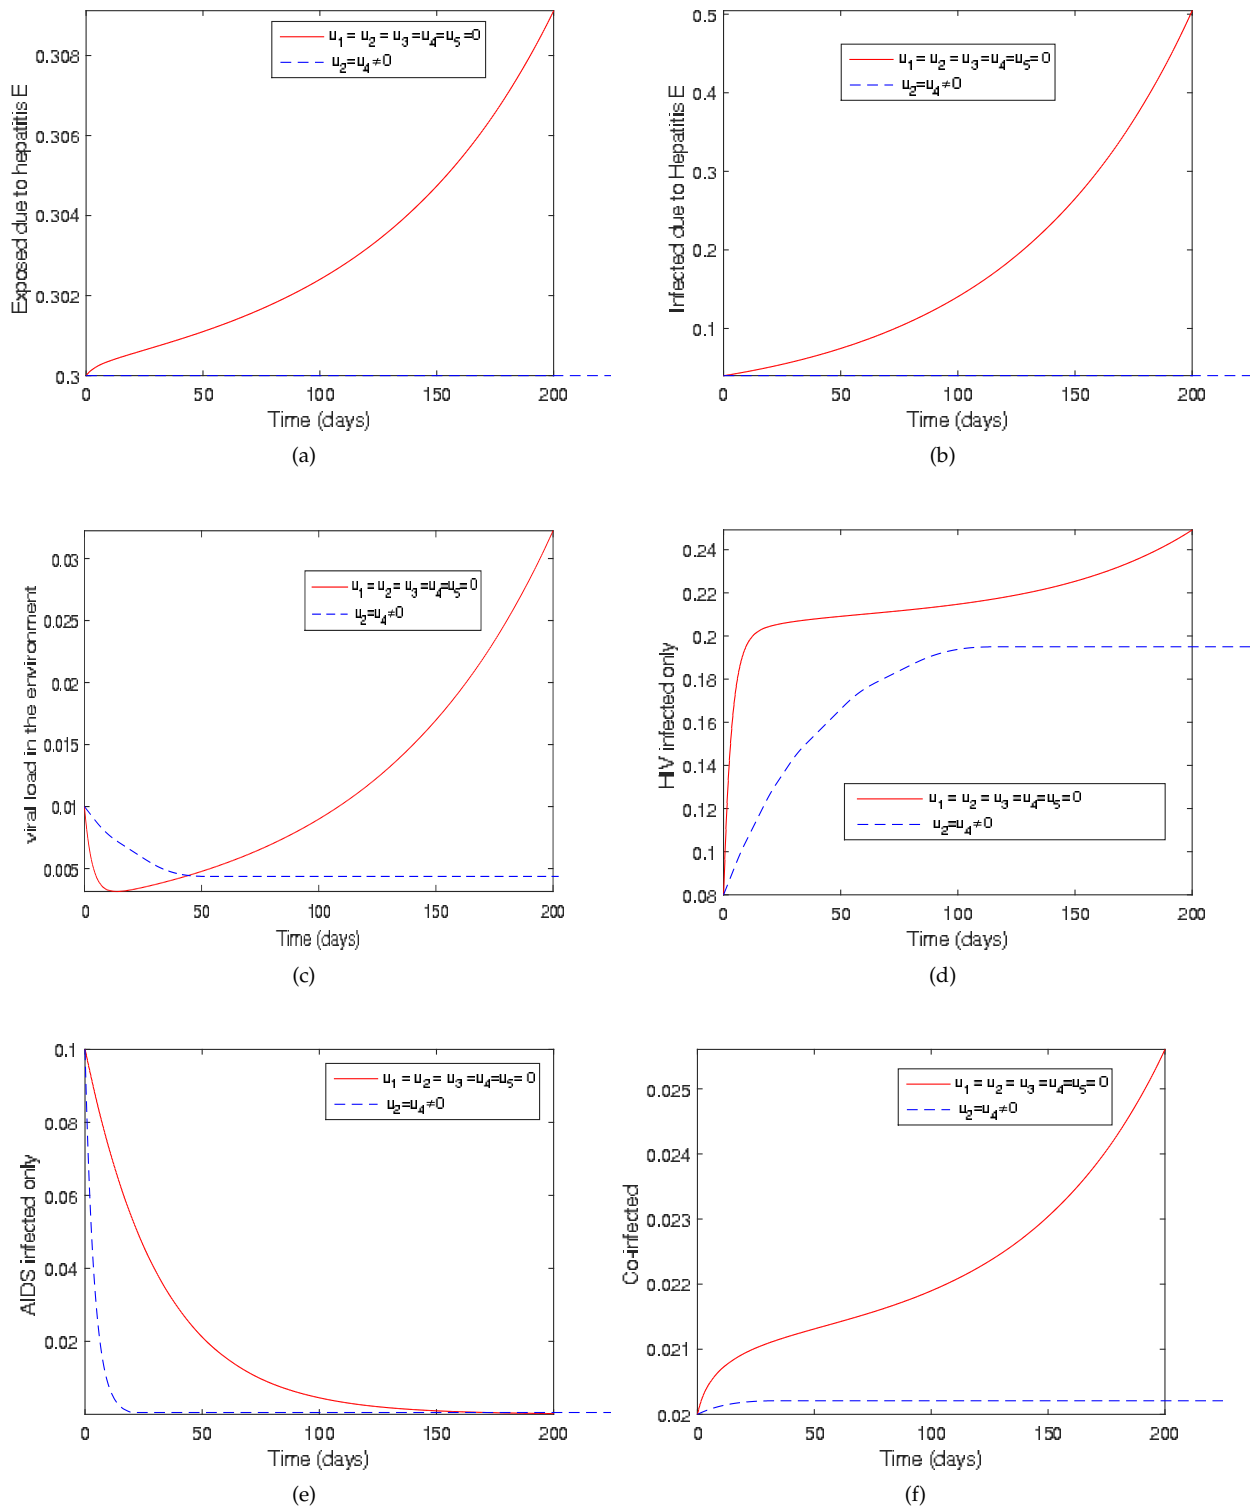 u₁ = u₂ = u₃ =u₄=u₅=0
u₂=u₄≠0
Exposed due to hepatitis E
0.308
0.306
0.304
0.302
0.3
0 50 100 150 200
Time (days)
(a)
u₁ = u₂ = u₃ =u₄=u₅=0
u₂=u₄≠0
Infected due to Hepatitis E
0.5
0.4
0.3
0.2
0.1
0 50 100 150 200
Time (days)
(b)
u₁ = u₂ = u₃ =u₄=u₅=0
u₂=u₄≠0
viral load in the environment
0.03
0.025
0.02
0.015
0.01
0.005
0 50 100 150 200
Time (days)
(c)
HIV infected only
0.24
0.22
0.2
0.18
0.16
0.14
0.12
0.1
0.08
u₁ = u₂ = u₃ =u₄=u₅=0
u₂=u₄≠0
0 50 100 150 200
Time (days)
(d)
u₁ = u₂ = u₃ =u₄=u₅= 0
u₂=u₄≠0
AIDS infected only
0.1
0.08
0.06
0.04
0.02
0 50 100 150 200
Time (days)
(e)
u₁ = u₂ = u₃ =u₄=u₅= 0
u₂=u₄≠0
Co-infected
0.025
0.024
0.023
0.022
0.021
0.02
0 50 100 150 200
Time (days)
(f)